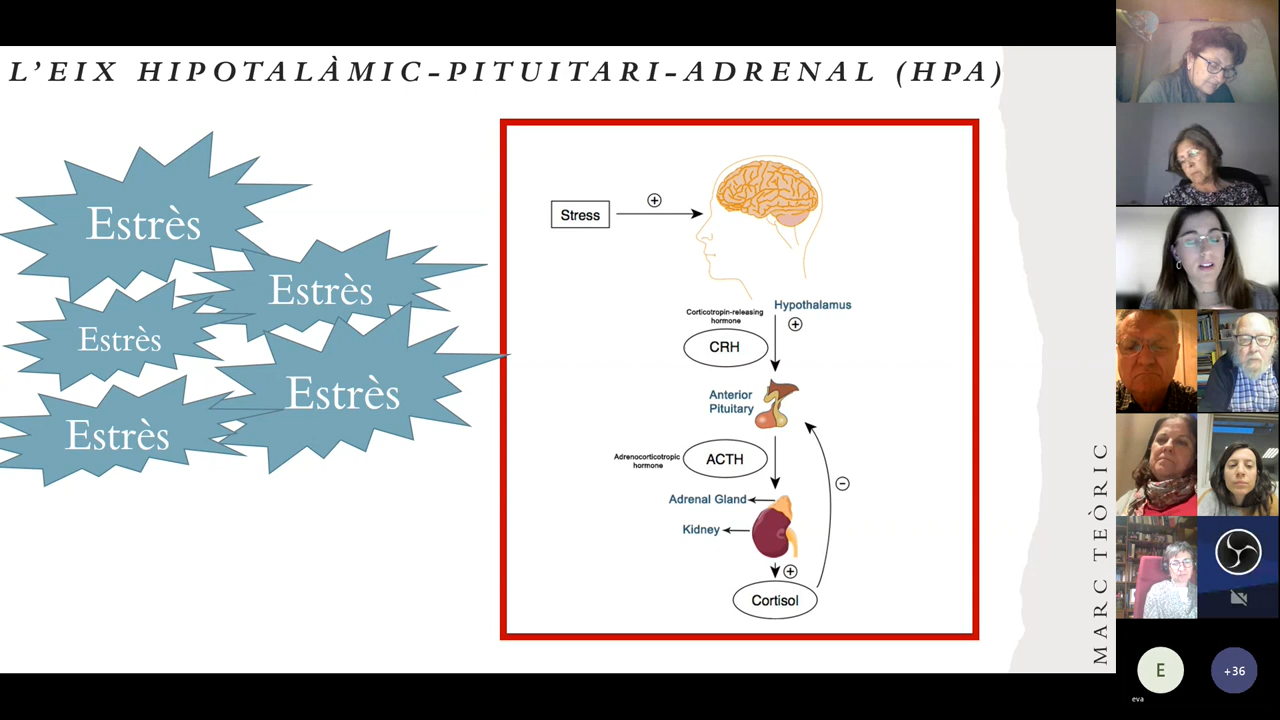 L'EIX HIPOTALÀMIC-PITUITARI-ADRENAL (HPA)
Estrès
Estrès
Estrès
Estrès
Estrès
Stress
+
Hypothalamus
Corticotropin-releasing
hormone
+
CRH
Anterior
Pituitary
Adrenocorticotropic
hormone
ACTH
−
Adrenal Gland
Kidney
+
Cortisol
MARC TEÒRIC
E
eva
+36